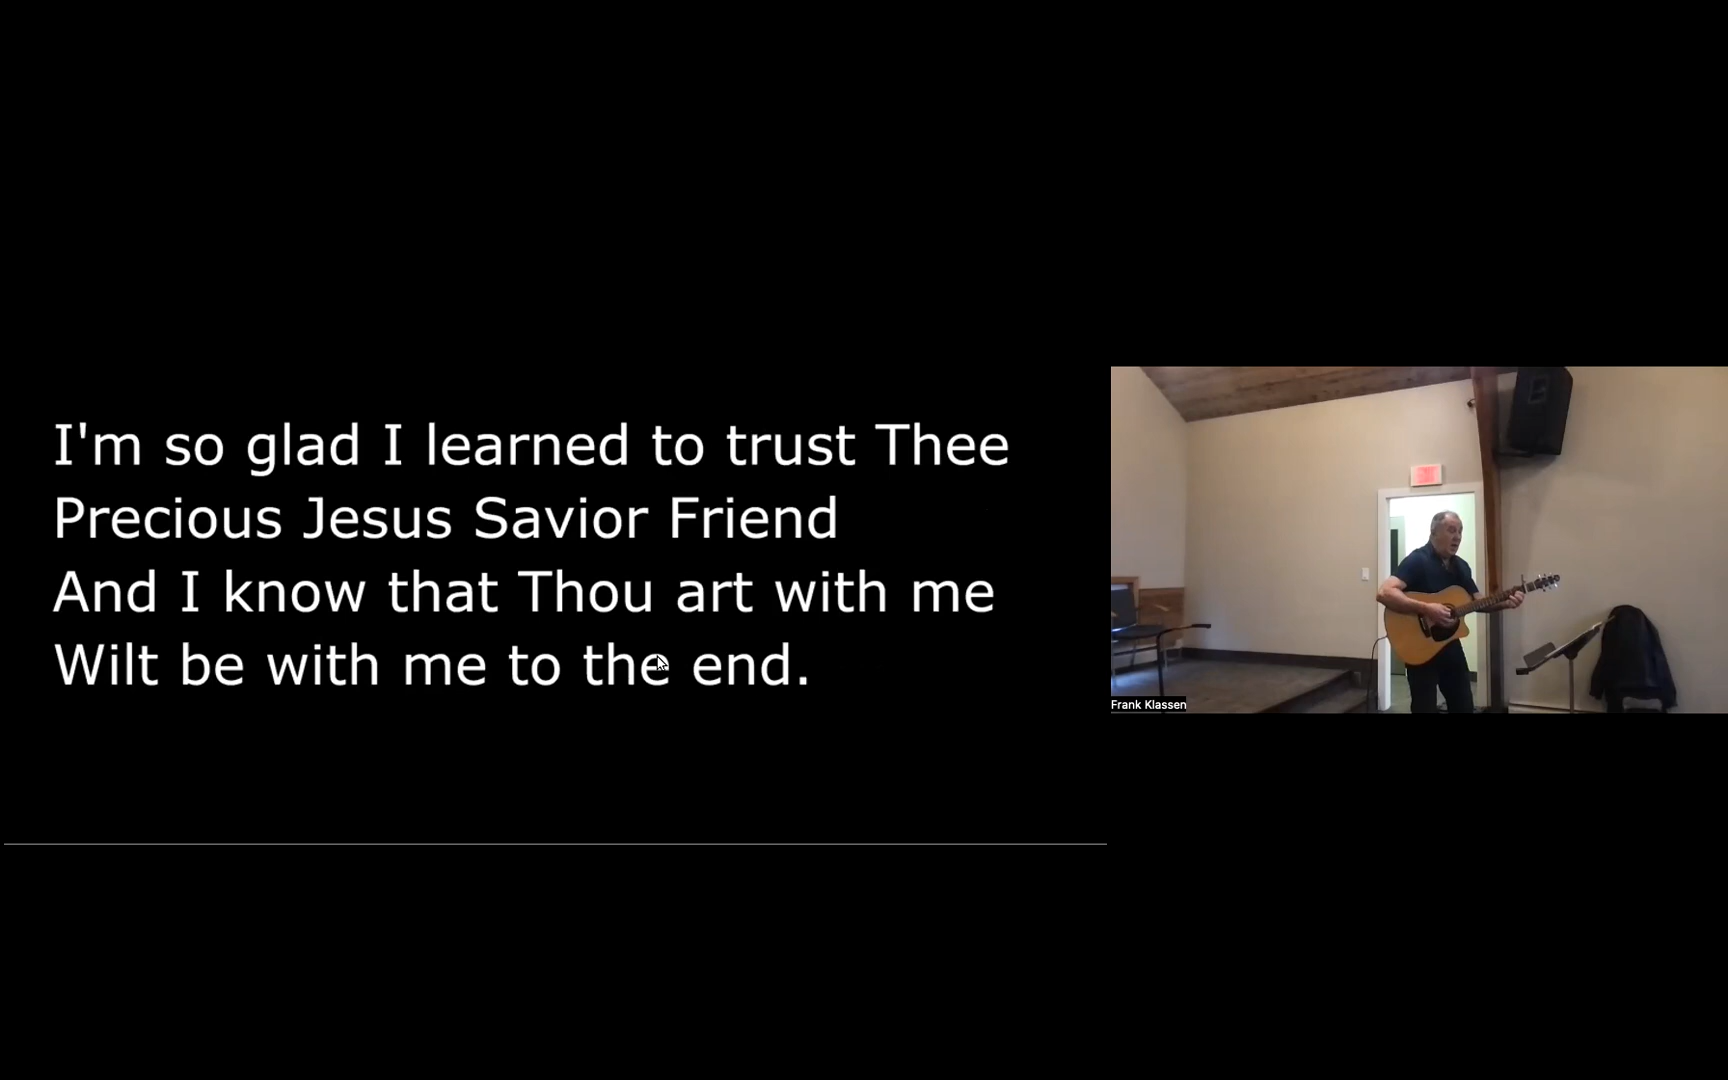 I'm so glad I learned to trust Thee
Precious Jesus Savior Friend
And I know that Thou art with me
Wilt be with me to the end.
Frank Klassen